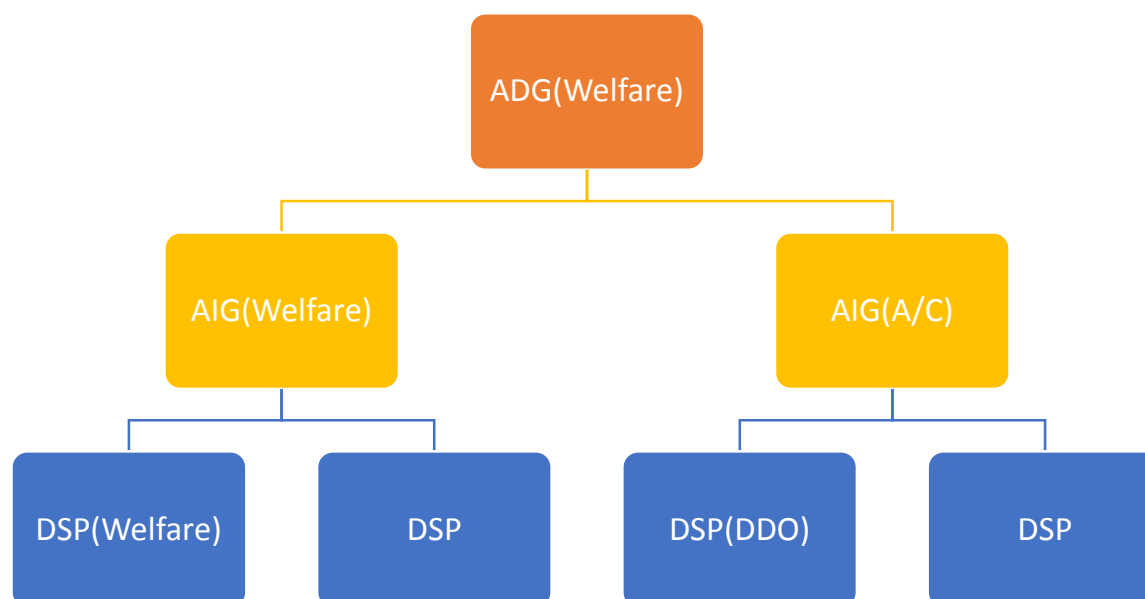 ADG(Welfare)
AIG(Welfare)
AIG(A/C)
DSP(Welfare)
DSP
DSP(DDO)
DSP